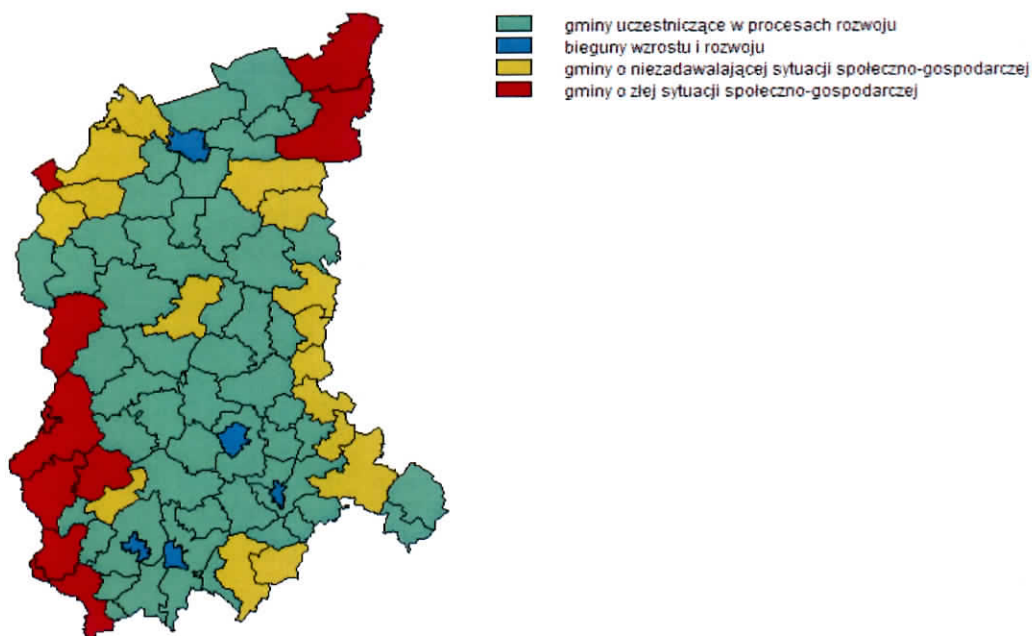 gminy uczestniczące w procesach rozwoju
bieguny wzrostu i rozwoju
gminy o niezadawalającej sytuacji społeczno-gospodarczej
gminy o złej sytuacji społeczno-gospodarczej